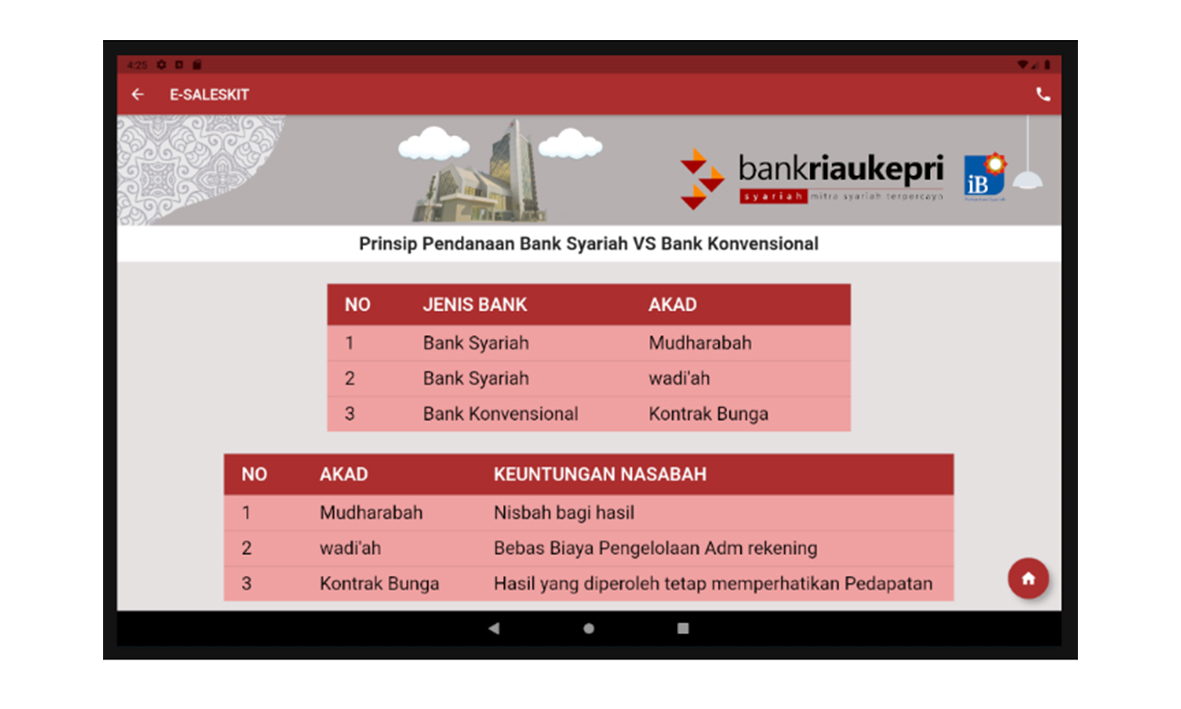 4:25
E-SALESKIT
bankriaukepri
syariah mitra syariah terpercaya
iB
Prinsip Pendanaan Bank Syariah VS Bank Konvensional
NO JENIS BANK AKAD
1 Bank Syariah Mudharabah
2 Bank Syariah wadi'ah
3 Bank Konvensional Kontrak Bunga
NO AKAD KEUNTUNGAN NASABAH
1 Mudharabah Nisbah bagi hasil
2 wadi'ah Bebas Biaya Pengelolaan Adm rekening
3 Kontrak Bunga Hasil yang diperoleh tetap memperhatikan Pedapatan